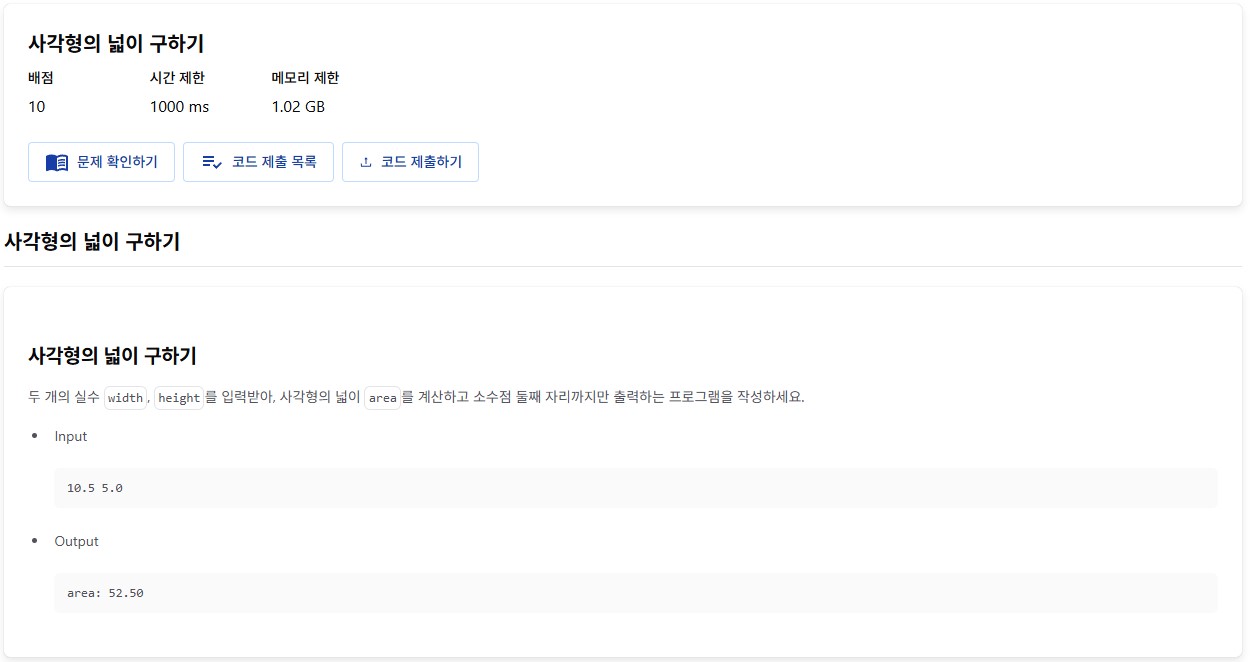 사각형의 넓이 구하기
배점 시간 제한 메모리 제한
10 1000 ms 1.02 GB
문제 확인하기 코드 제출 목록 코드 제출하기
사각형의 넓이 구하기
사각형의 넓이 구하기
두 개의 실수 width, height를 입력받아, 사각형의 넓이 area를 계산하고 소수점 둘째 자리까지만 출력하는 프로그램을 작성하세요.
Input
10.5 5.0
Output
area: 52.50